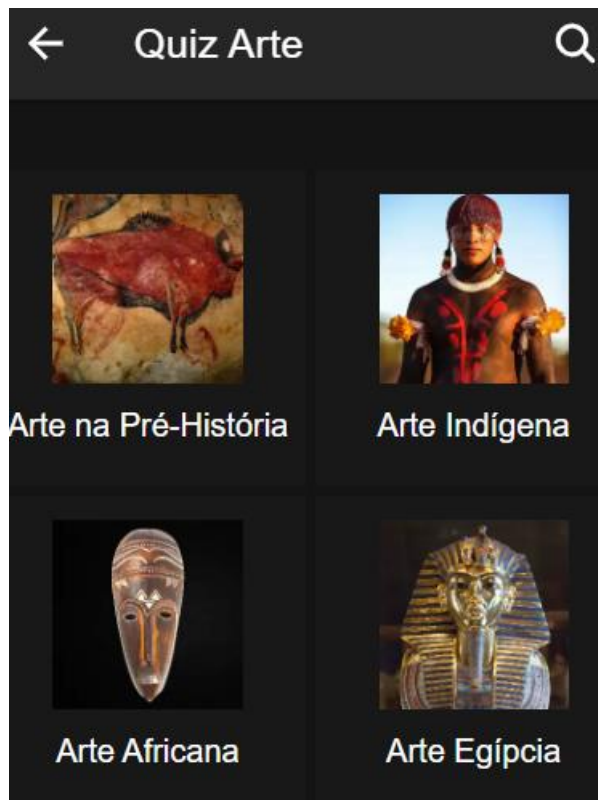 Quiz Arte
Arte na Pré-História
Arte Indígena
Arte Africana
Arte Egípcia